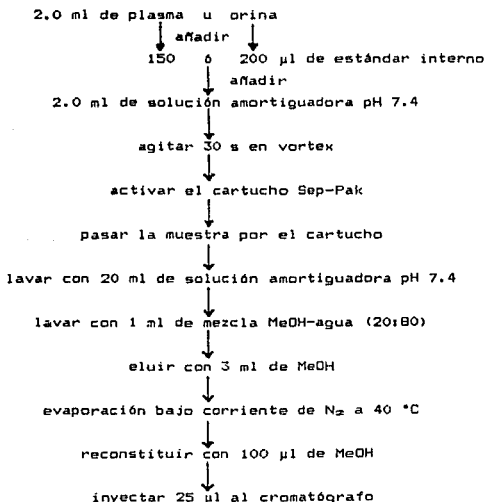 2.0 ml de plasma u orina
añadir
150 ó 200 µl de estándar interno
añadir
2.0 ml de solución amortiguadora pH 7.4
agitar 30 s en vortex
activar el cartucho Sep-Pak
pasar la muestra por el cartucho
lavar con 20 ml de solución amortiguadora pH 7.4
lavar con 1 ml de mezcla MeOH-agua (20:80)
eluir con 3 ml de MeOH
evaporación bajo corriente de N₂ a 40 °C
reconstituir con 100 µl de MeOH
inyectar 25 µl al cromatógrafo